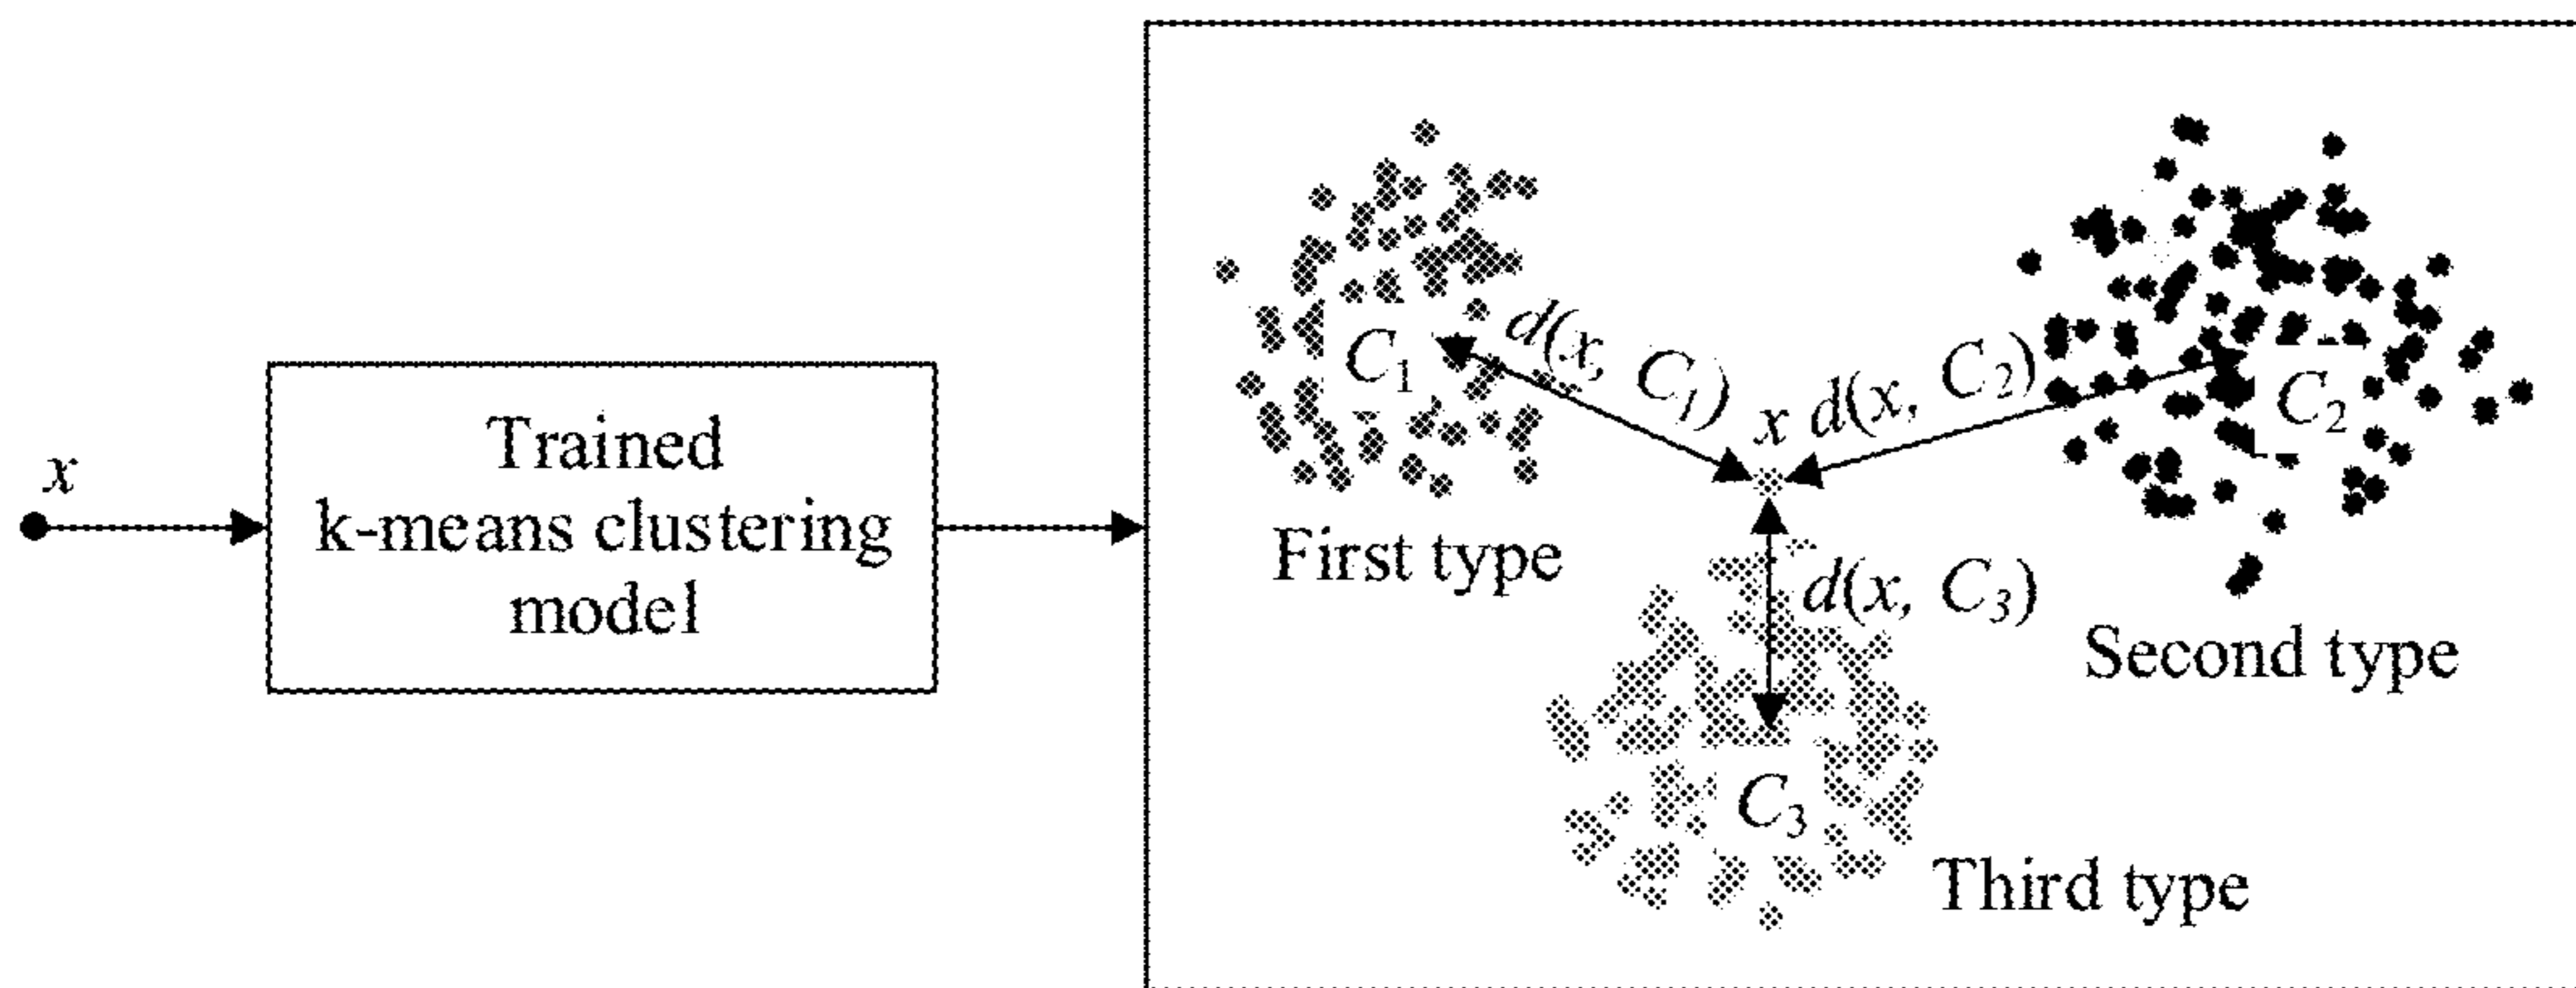 x
Trained
k-means clustering
model
C₁
d(x, C₁)
x
d(x, C₂)
C₂
First type
d(x, C₃)
Second type
C₃
Third type